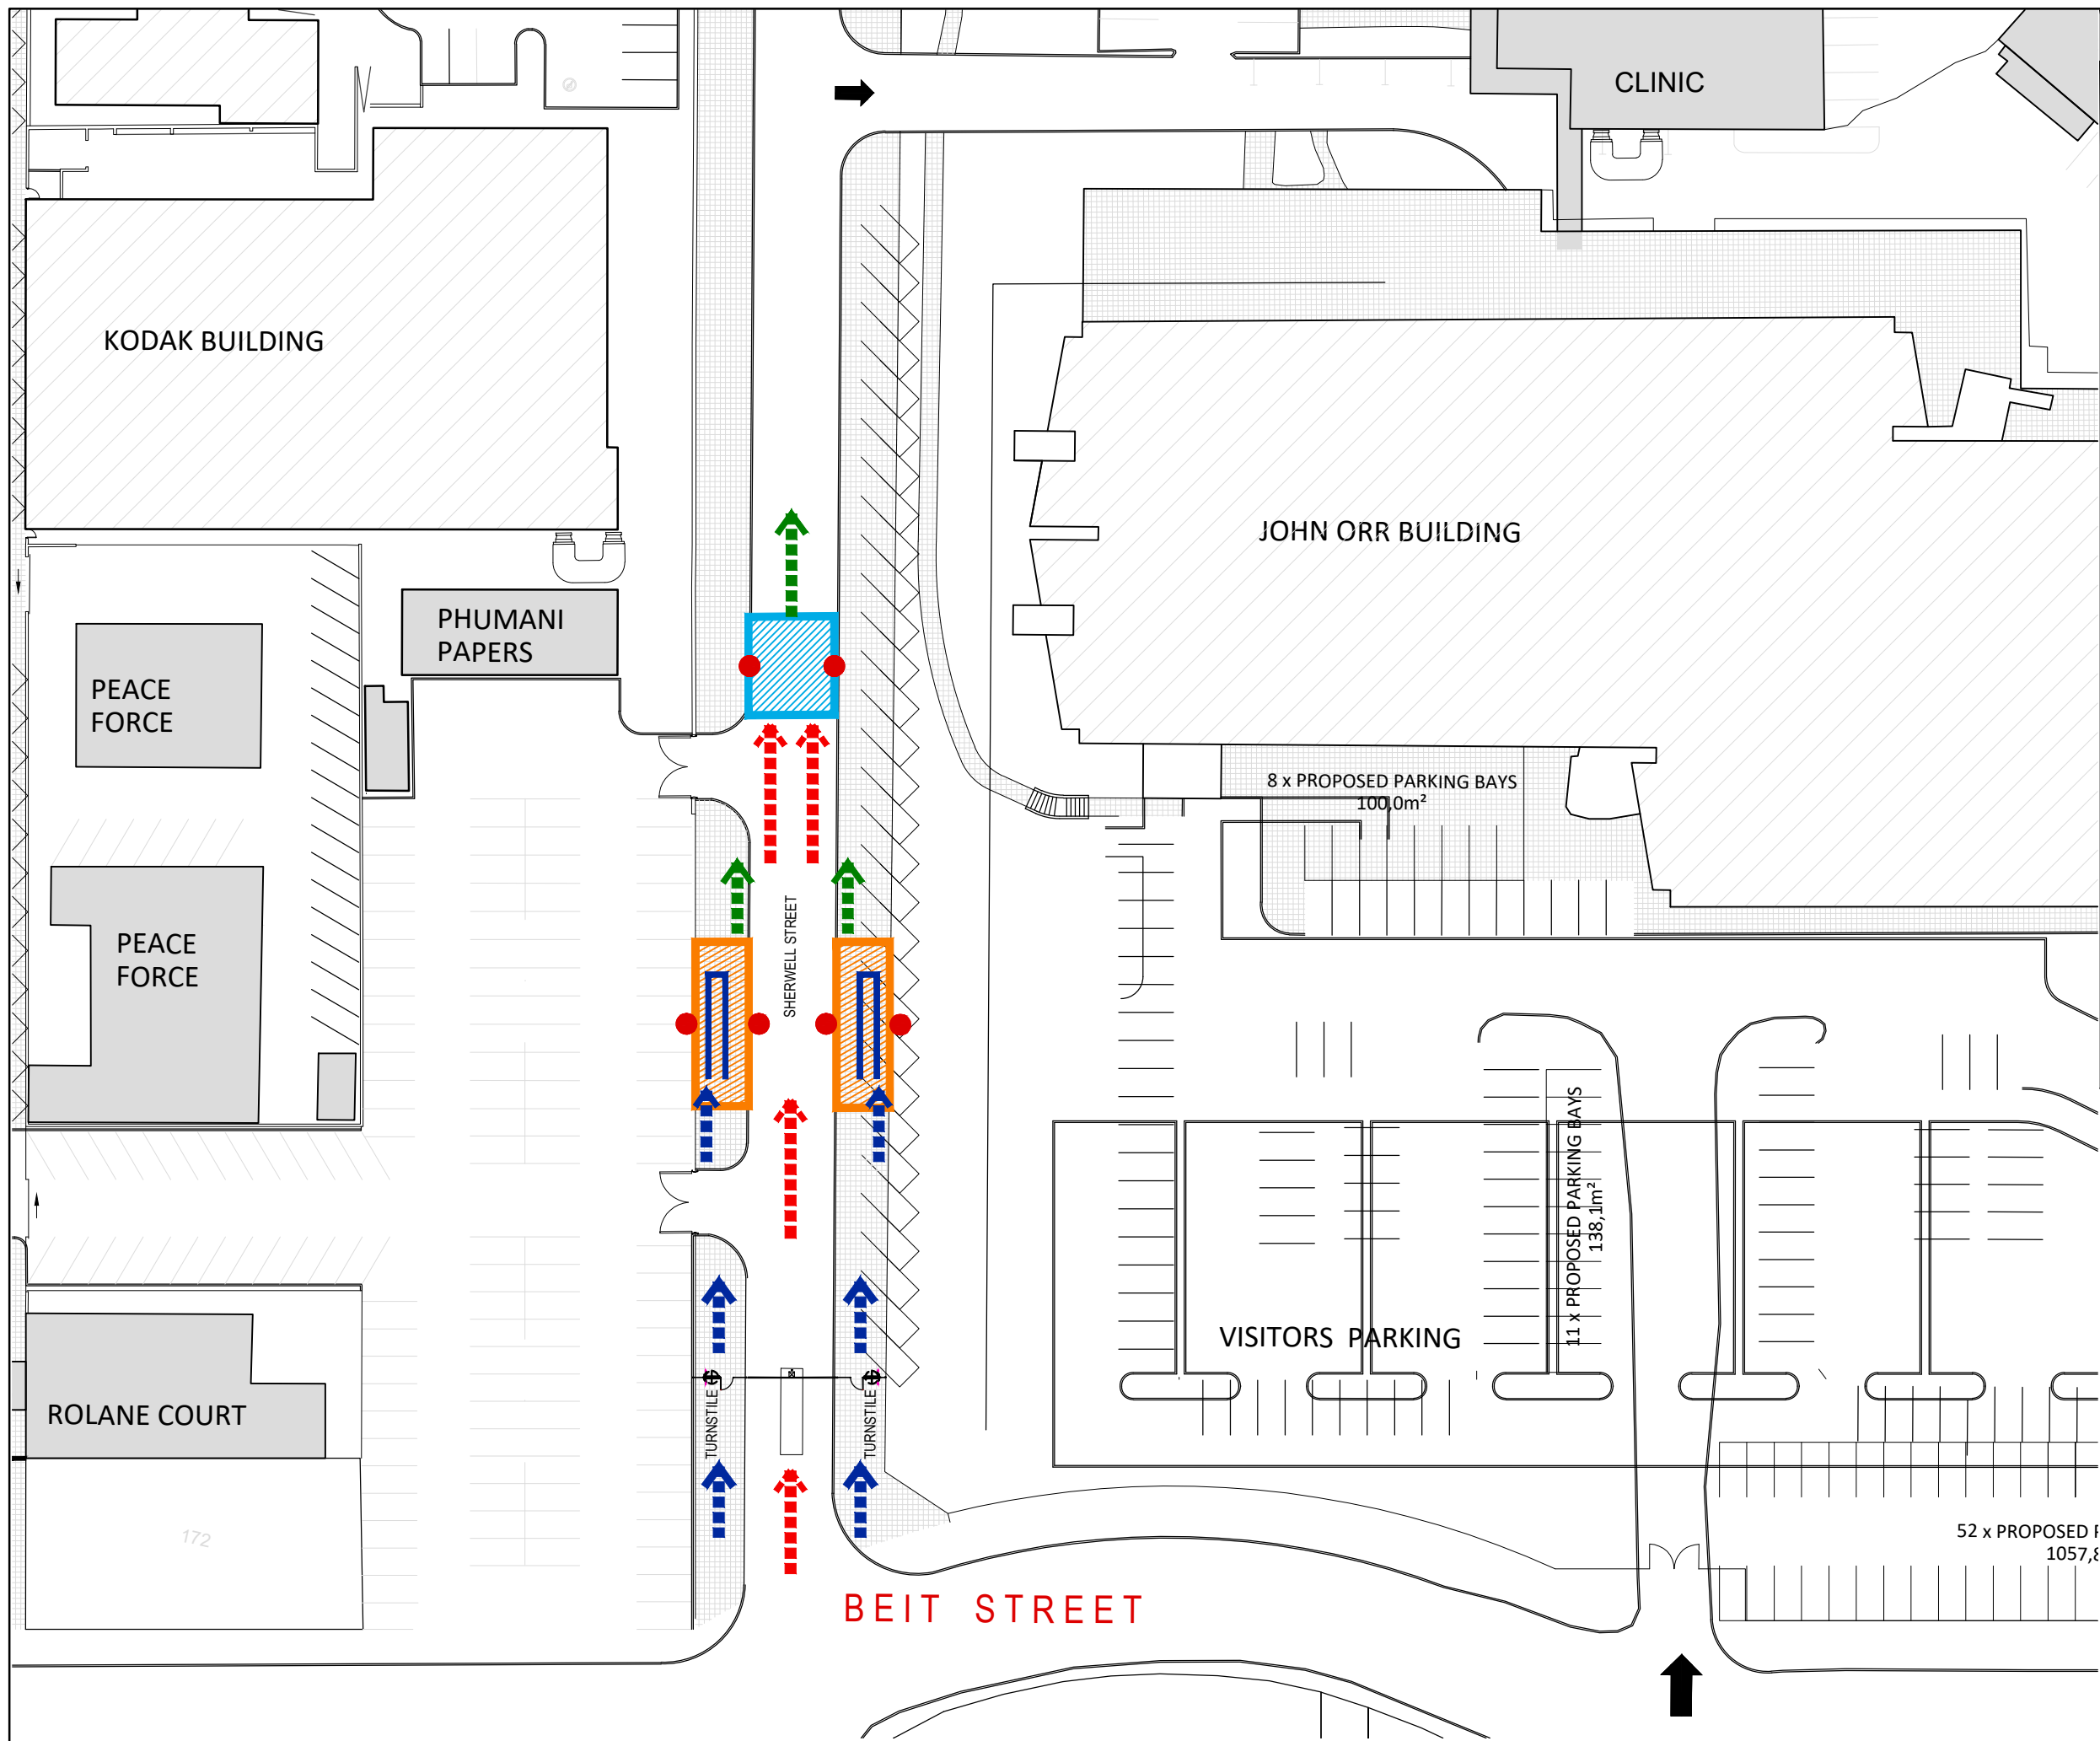 CLINIC
KODAK BUILDING
JOHN ORR BUILDING
PHUMANI
PAPERS
PEACE
FORCE
8 x PROPOSED PARKING BAYS
100,0m²
SHERWELL STREET
PEACE
FORCE
11 x PROPOSED PARKING BAYS
138,1m²
VISITORS PARKING
ROLANE COURT
TURNSTILE
TURNSTILE
172
52 x PROPOSED
1057,8
BEIT STREET